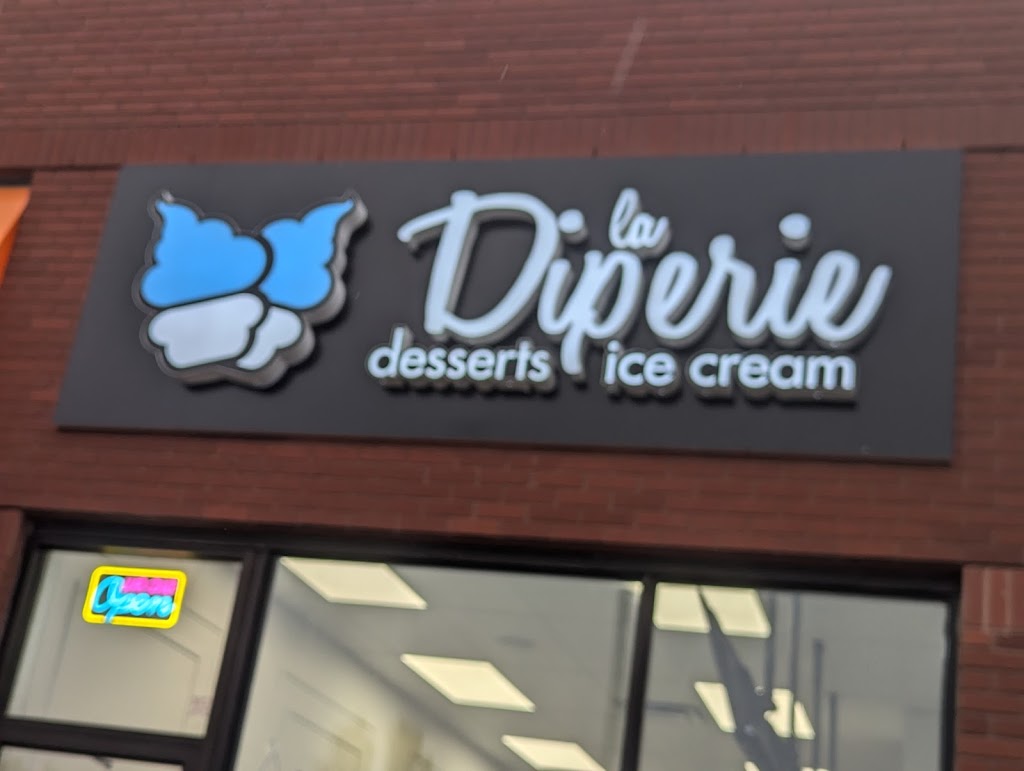 la
Diperie
desserts ice cream
Open